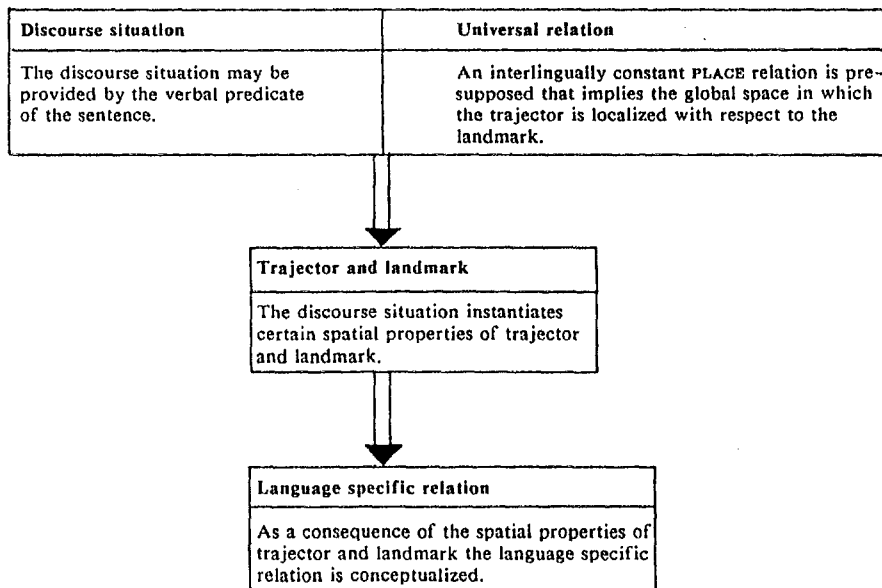 Discourse situation
The discourse situation may be
provided by the verbal predicate
of the sentence.
Universal relation
An interlingually constant PLACE relation is pre-
supposed that implies the global space in which
the trajector is localized with respect to the
landmark.
Trajector and landmark
The discourse situation instantiates
certain spatial properties of trajector
and landmark.
Language specific relation
As a consequence of the spatial properties of
trajector and landmark the language specific
relation is conceptualized.